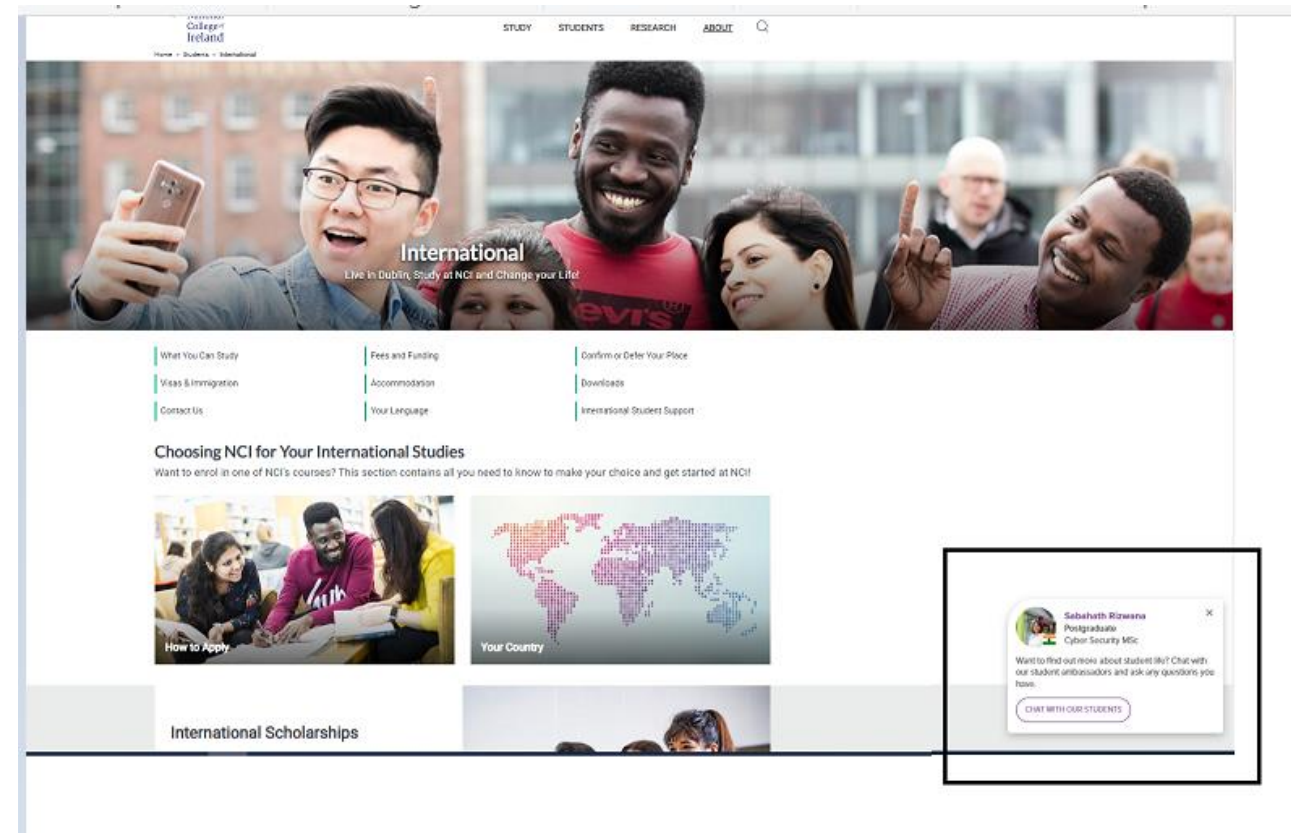 National
College of
Ireland
STUDY STUDENTS RESEARCH ABOUT
Home » Students » International
International
Live in Dublin, Study at NCI and Change your Life!
Levi's
What You Can Study
Fees and Funding
Confirm or Defer Your Place
Visas & Immigration
Accommodation
Downloads
Contact Us
Your Language
International Student Support
Choosing NCI for Your International Studies
Want to enrol in one of NCI's courses? This section contains all you need to know to make your choice and get started at NCI!
How to Apply
Your Country
International Scholarships
Sabahath Rizwana
Postgraduate
Cyber Security MSc
Want to find out more about student life? Chat with
our student ambassadors and ask any questions you
have.
CHAT WITH OUR STUDENTS